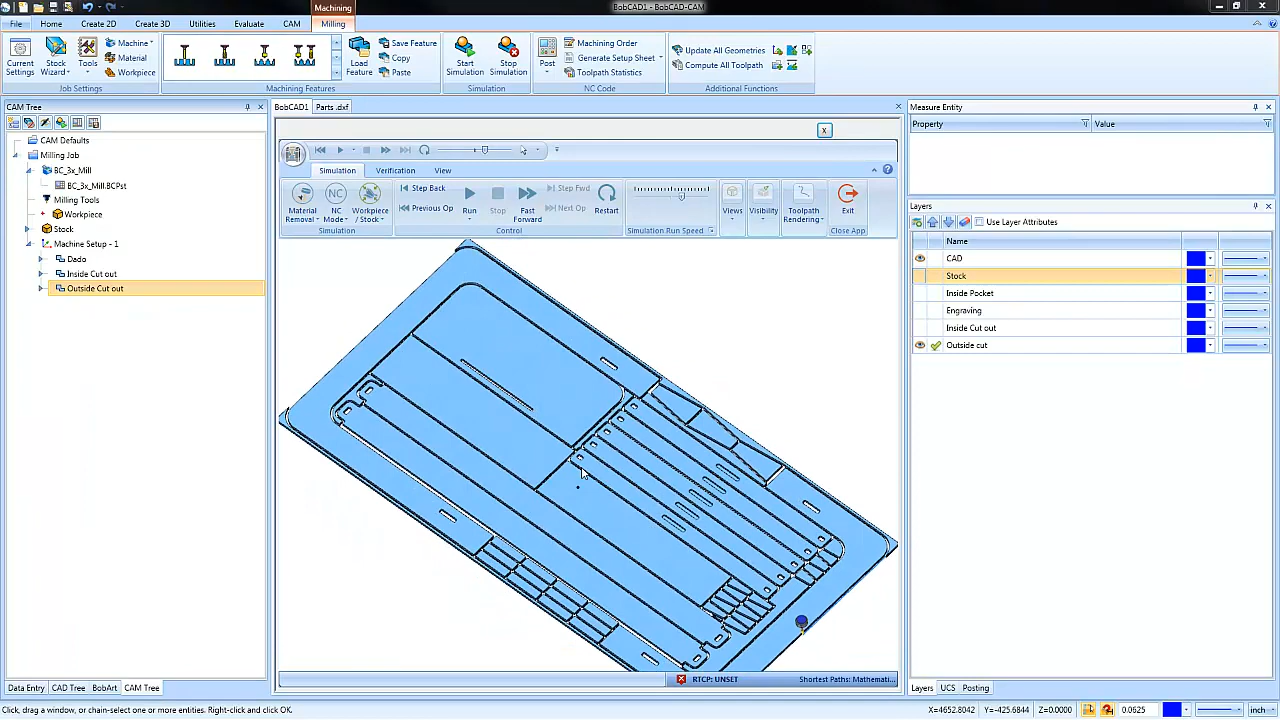 Machining
BobCAD1 - BobCAD-CAM
File Home Create 2D Create 3D Utilities Evaluate CAM Milling
Current Settings
Stock Wizard
Tools
Machine
Material
Workpiece
Job Settings
Load Feature
Save Feature
Copy
Paste
Machining Features
Start Simulation
Stop Simulation
Simulation
Post
Machining Order
Generate Setup Sheet
Toolpath Statistics
NC Code
Update All Geometries
Compute All Toolpath
Additional Functions
CAM Tree
CAM Defaults
Milling Job
BC_3x_Mill
BC_3x_Mill.BCPst
Milling Tools
Workpiece
Stock
Machine Setup - 1
Dado
Inside Cut out
Outside Cut out
Data Entry CAD Tree BobArt CAM Tree
BobCAD1 Parts .dxf
x
Simulation Verification View
Material Removal
NC Mode
Workpiece / Stock
Simulation
Step Back
Previous Op
Run
Stop
Fast Forward
Step Fwd
Next Op
Restart
Control
Simulation Run Speed
Views
Visibility
Toolpath Rendering
Exit
Close App
RTCP: UNSET Shortest Paths: Mathemati...
Measure Entity
Property Value
Layers
Use Layer Attributes
Name
CAD
Stock
Inside Pocket
Engraving
Inside Cut out
Outside cut
Layers UCS Posting
Click, drag a window, or chain-select one or more entities. Right-click and click OK.
X=4652.8042 Y=-425.6844 Z=0.0000 0.0625 inch